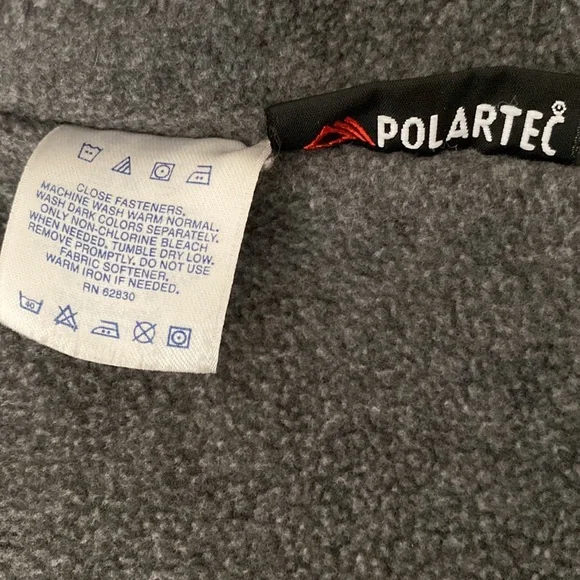 POLARTEC
CLOSE FASTENERS.
MACHINE WASH WARM NORMAL.
WASH DARK COLORS SEPARATELY.
ONLY NON-CHLORINE BLEACH
WHEN NEEDED. TUMBLE DRY LOW.
REMOVE PROMPTLY. DO NOT USE
FABRIC SOFTENER.
WARM IRON IF NEEDED.
RN 62830